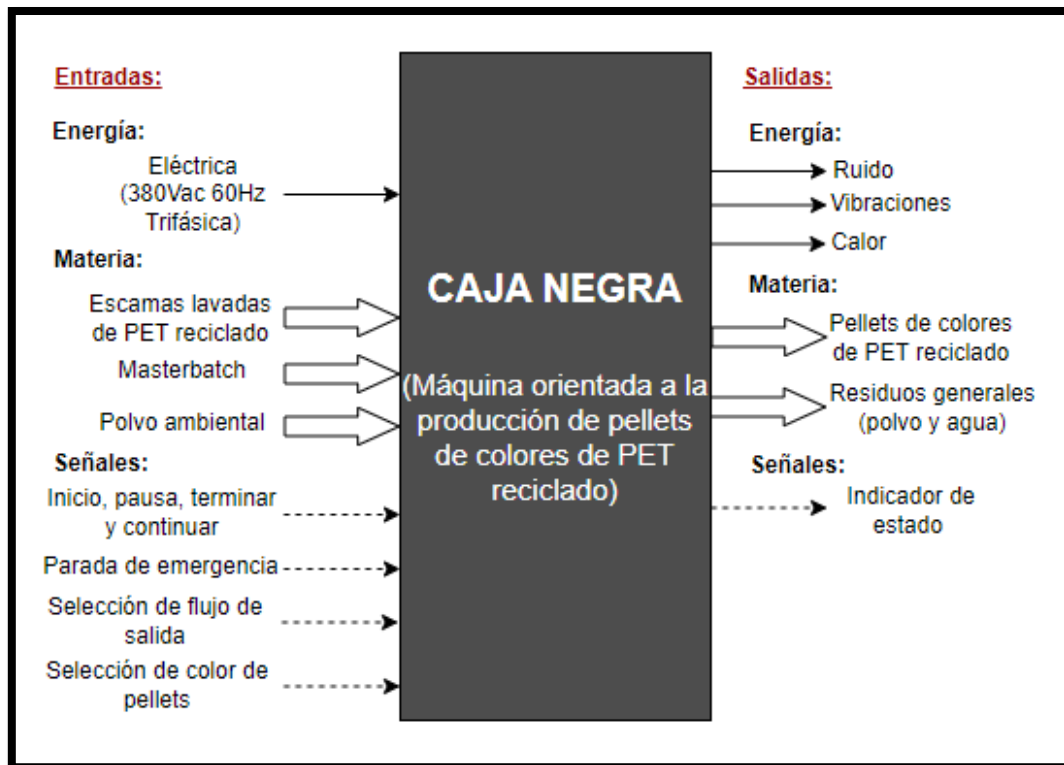 Entradas:
Energía:
Eléctrica
(380Vac 60Hz
Trifásica)
Materia:
Escamas lavadas
de PET reciclado
Masterbatch
Polvo ambiental
Señales:
Inicio, pausa, terminar
y continuar
Parada de emergencia
Selección de flujo de
salida
Selección de color de
pellets
CAJA NEGRA
(Máquina orientada a la
producción de pellets
de colores de PET
reciclado)
Salidas:
Energía:
Ruido
Vibraciones
Calor
Materia:
Pellets de colores
de PET reciclado
Residuos generales
(polvo y agua)
Señales:
Indicador de
estado